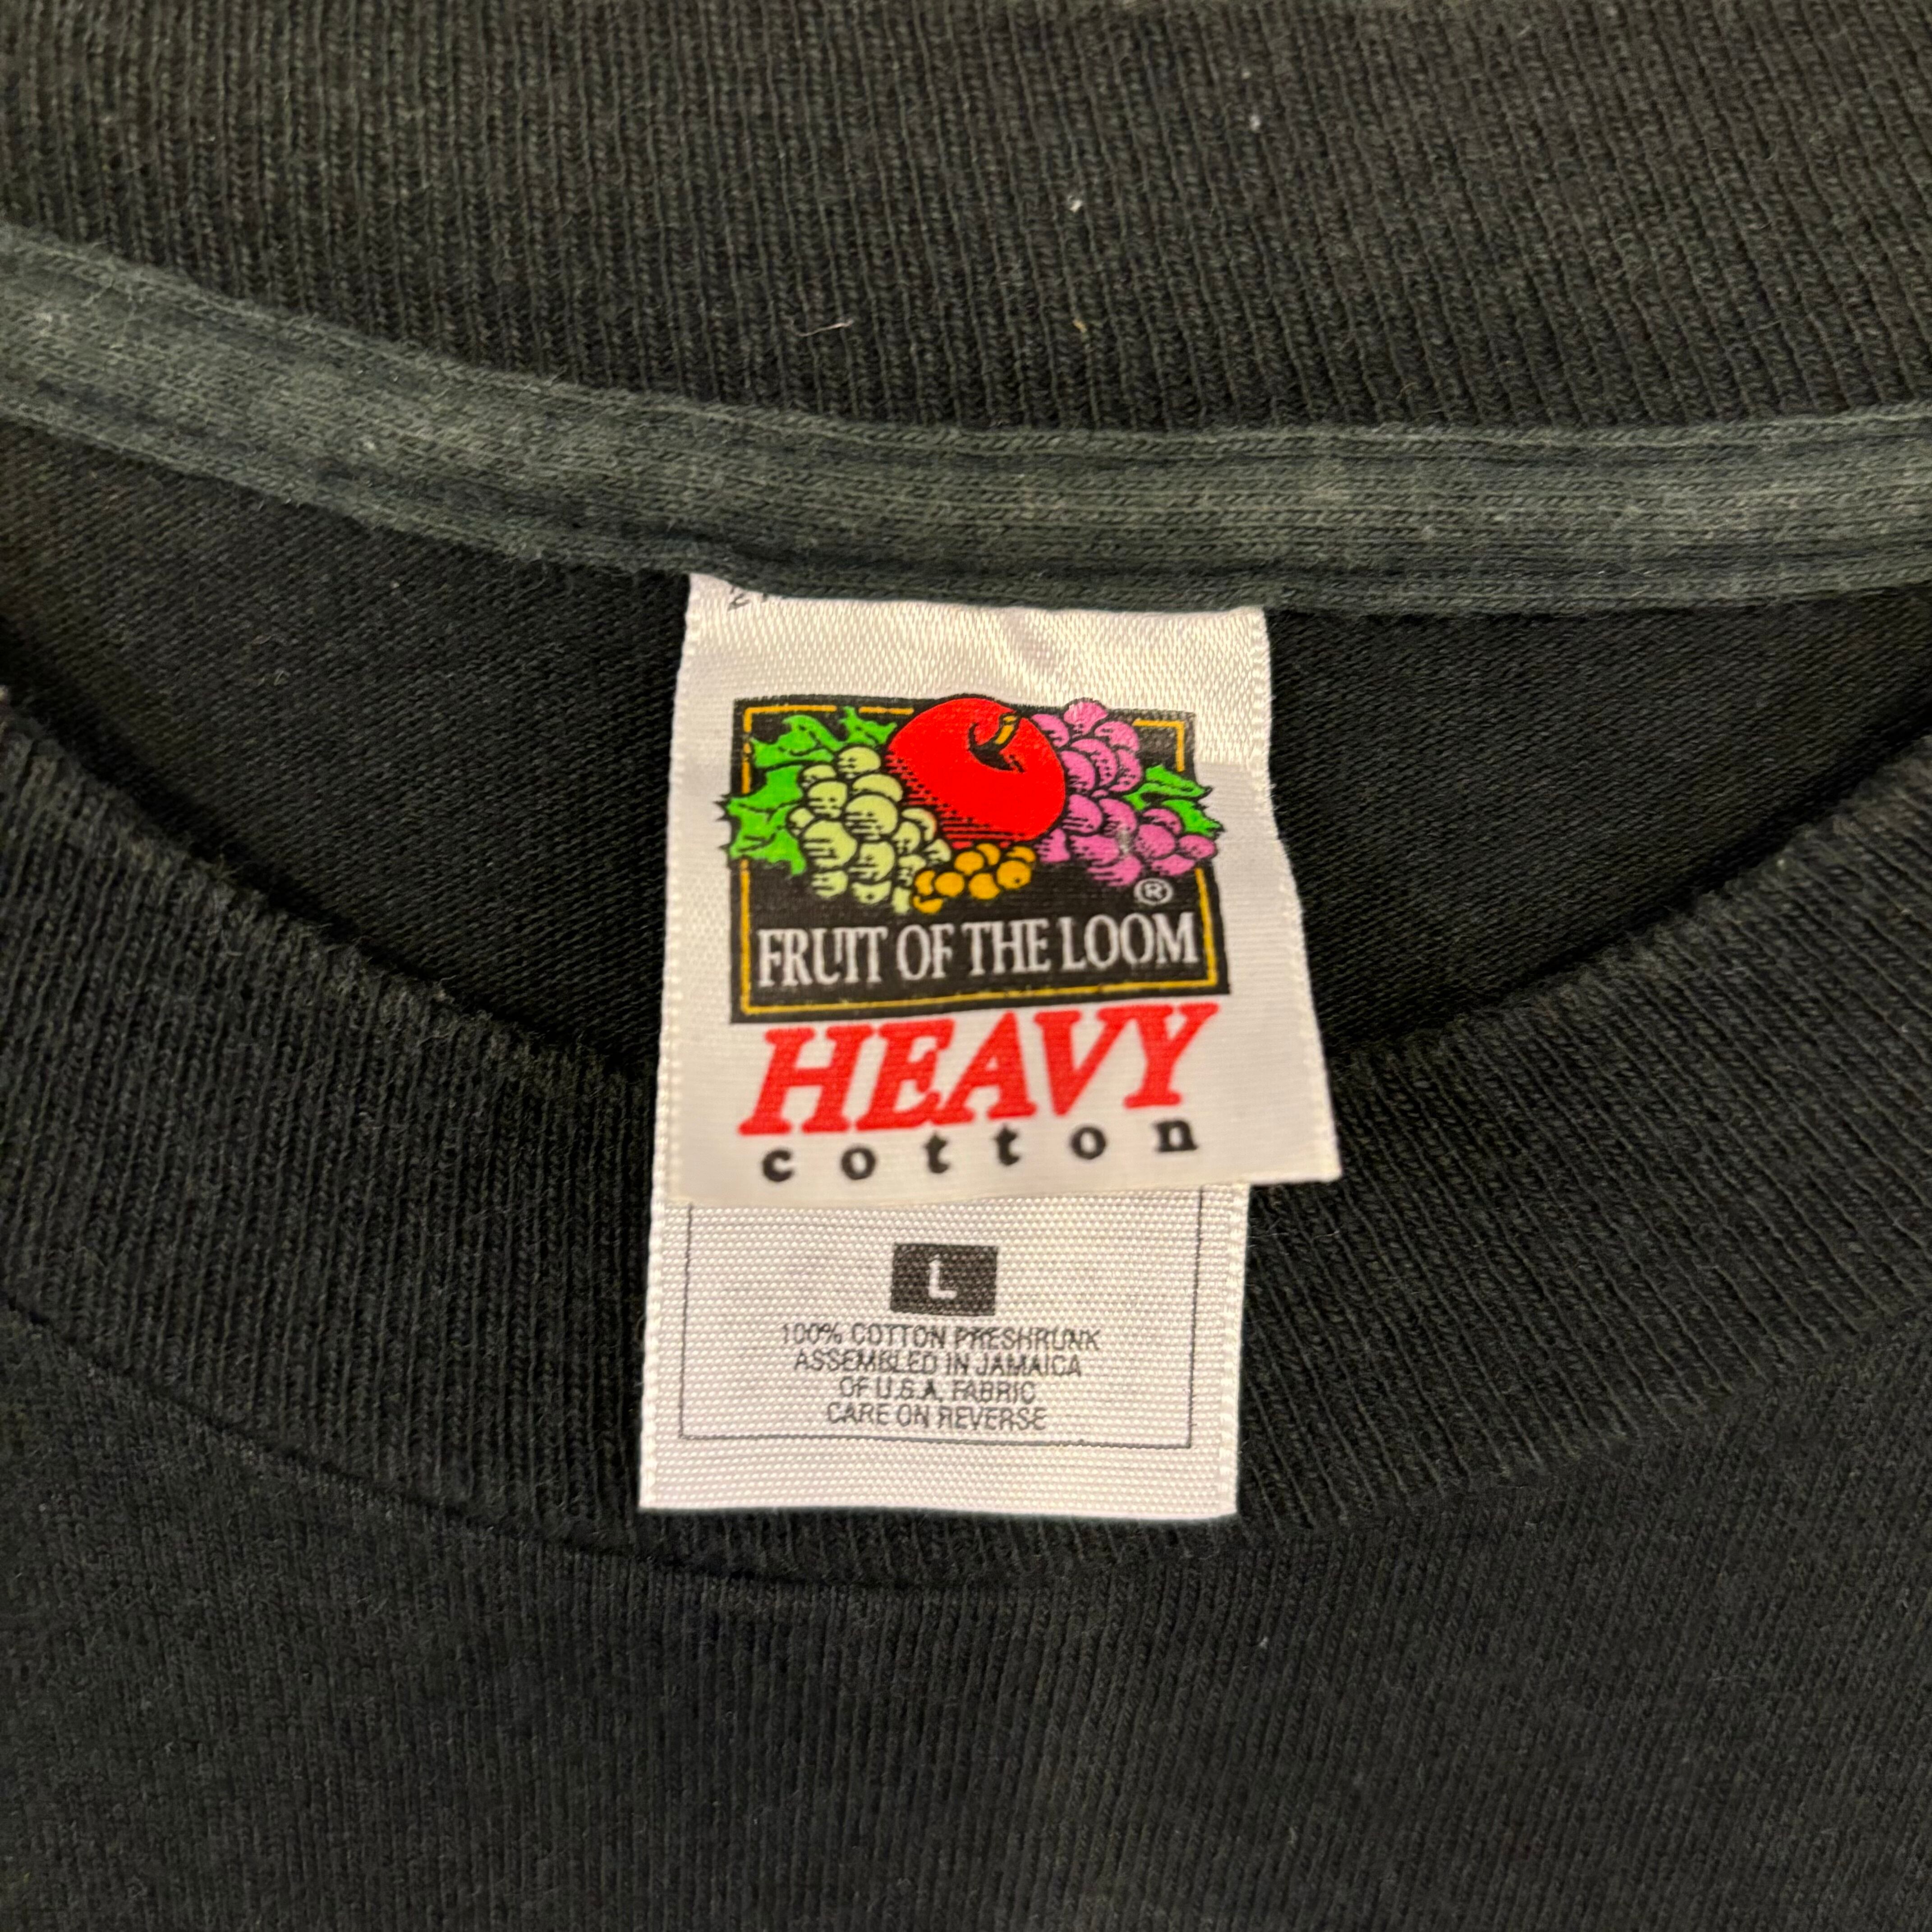 ®
FRUIT OF THE LOOM
HEAVY
cotton
L
100% COTTON PRESHRUNK
ASSEMBLED IN JAMAICA
OF U.S.A. FABRIC
CARE ON REVERSE